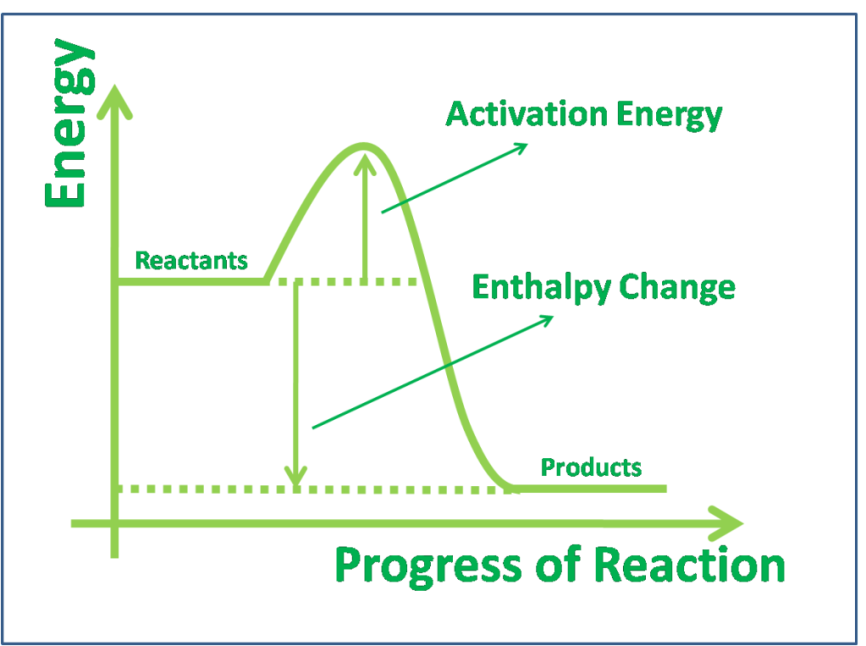 Energy
Activation Energy
Reactants
Enthalpy Change
Products
Progress of Reaction